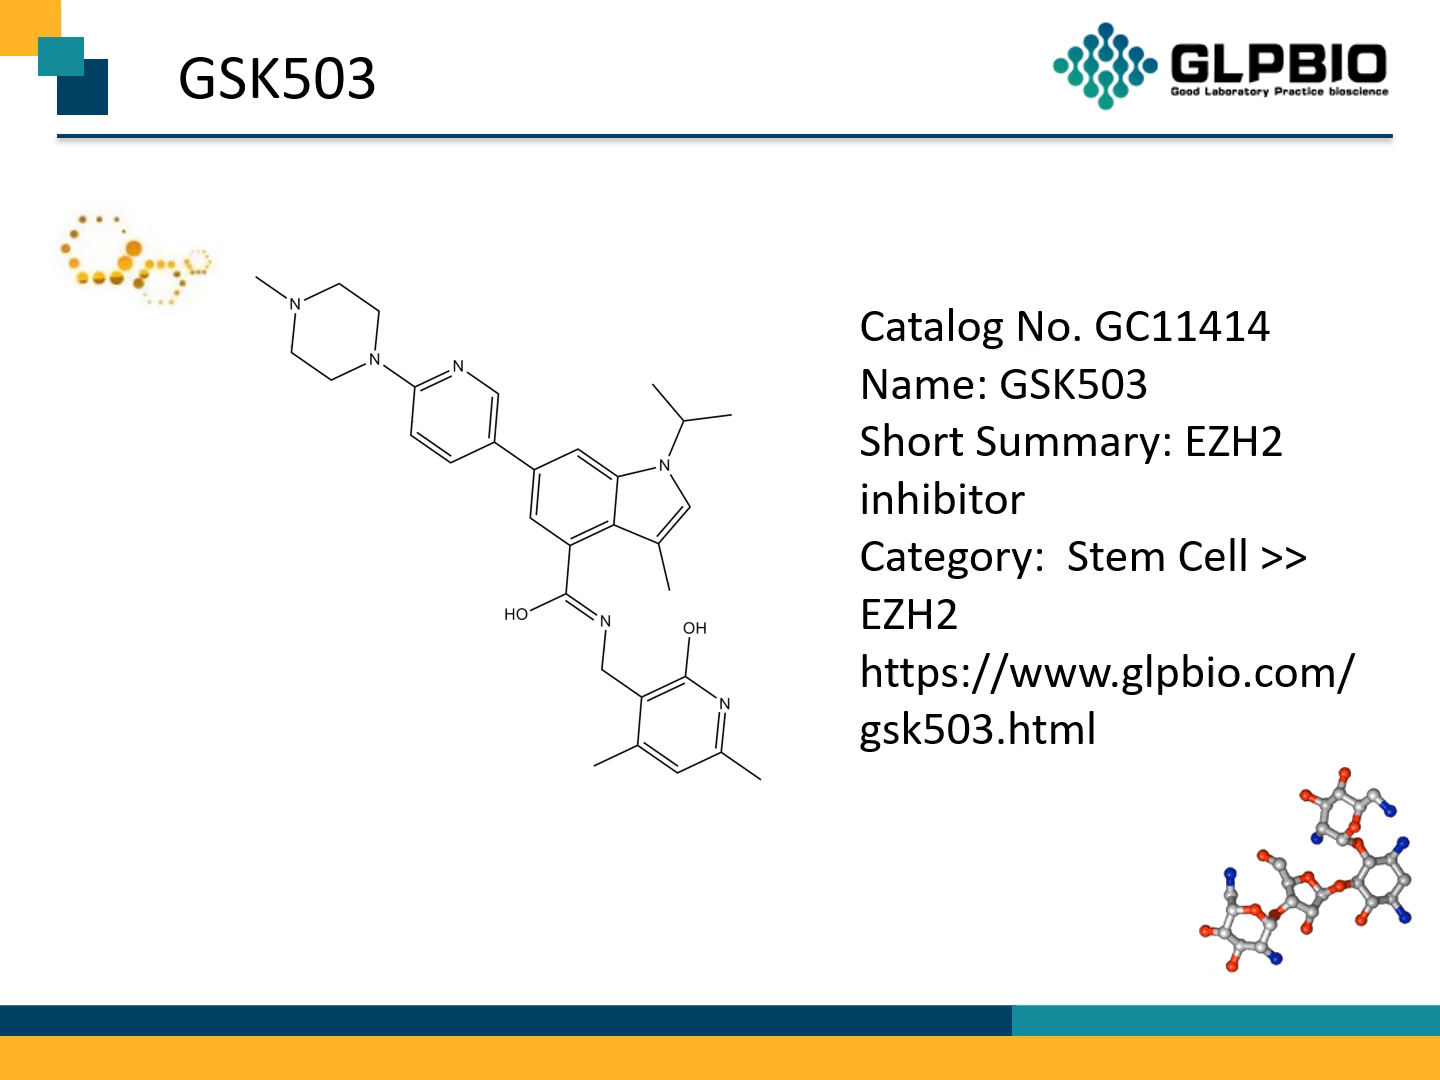 GSK503
GLPBIO
Good Laboratory Practice bioscience
N
N
N
N
HO
N
OH
N
Catalog No. GC11414
Name: GSK503
Short Summary: EZH2
inhibitor
Category:  Stem Cell >>
EZH2
https://www.glpbio.com/
gsk503.html